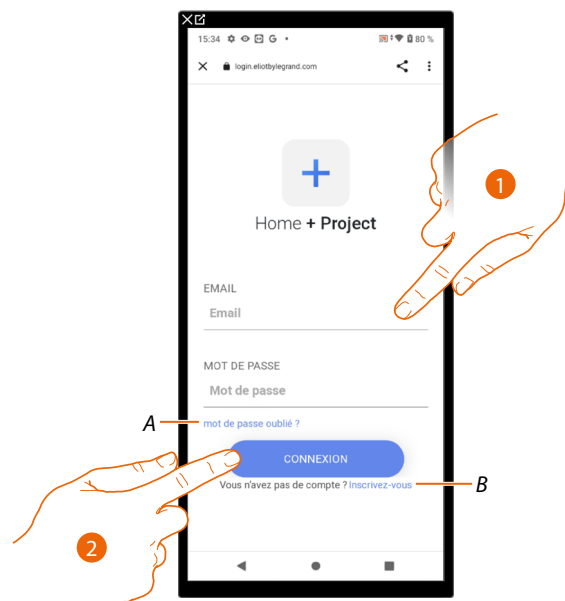 15:34 G 80 %
login.eliotbylegrand.com
1
Home + Project
EMAIL
Email
MOT DE PASSE
Mot de passe
A
mot de passe oublié ?
CONNEXION
Vous n'avez pas de compte ? Inscrivez-vous
B
2